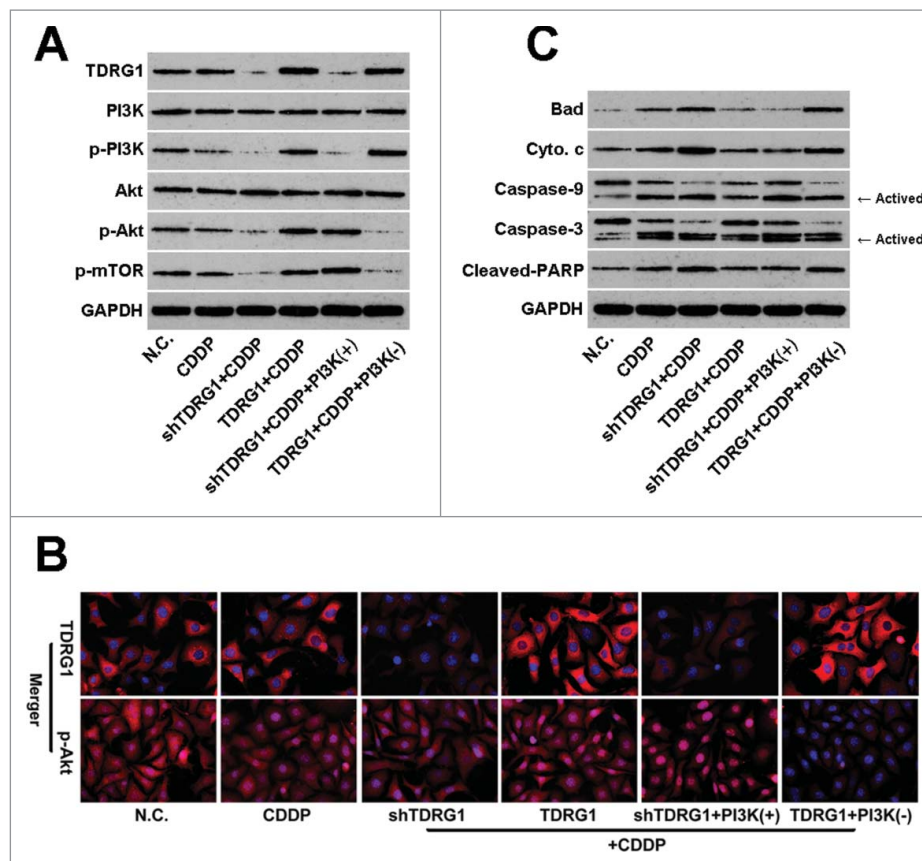 A
TDRG1
PI3K
p-PI3K
Akt
p-Akt
p-mTOR
GAPDH
N.C.
CDDP
shTDRG1+CDDP
TDRG1+CDDP
shTDRG1+CDDP+PI3K(+)
TDRG1+CDDP+PI3K(-)
C
Bad
Cyto. c
Caspase-9
← Actived
Caspase-3
← Actived
Cleaved-PARP
GAPDH
N.C.
CDDP
shTDRG1+CDDP
TDRG1+CDDP
shTDRG1+CDDP+PI3K(+)
TDRG1+CDDP+PI3K(-)
B
TDRG1
p-Akt
Merger
N.C.
CDDP
shTDRG1
TDRG1
shTDRG1+PI3K(+)
TDRG1+PI3K(-)
+CDDP